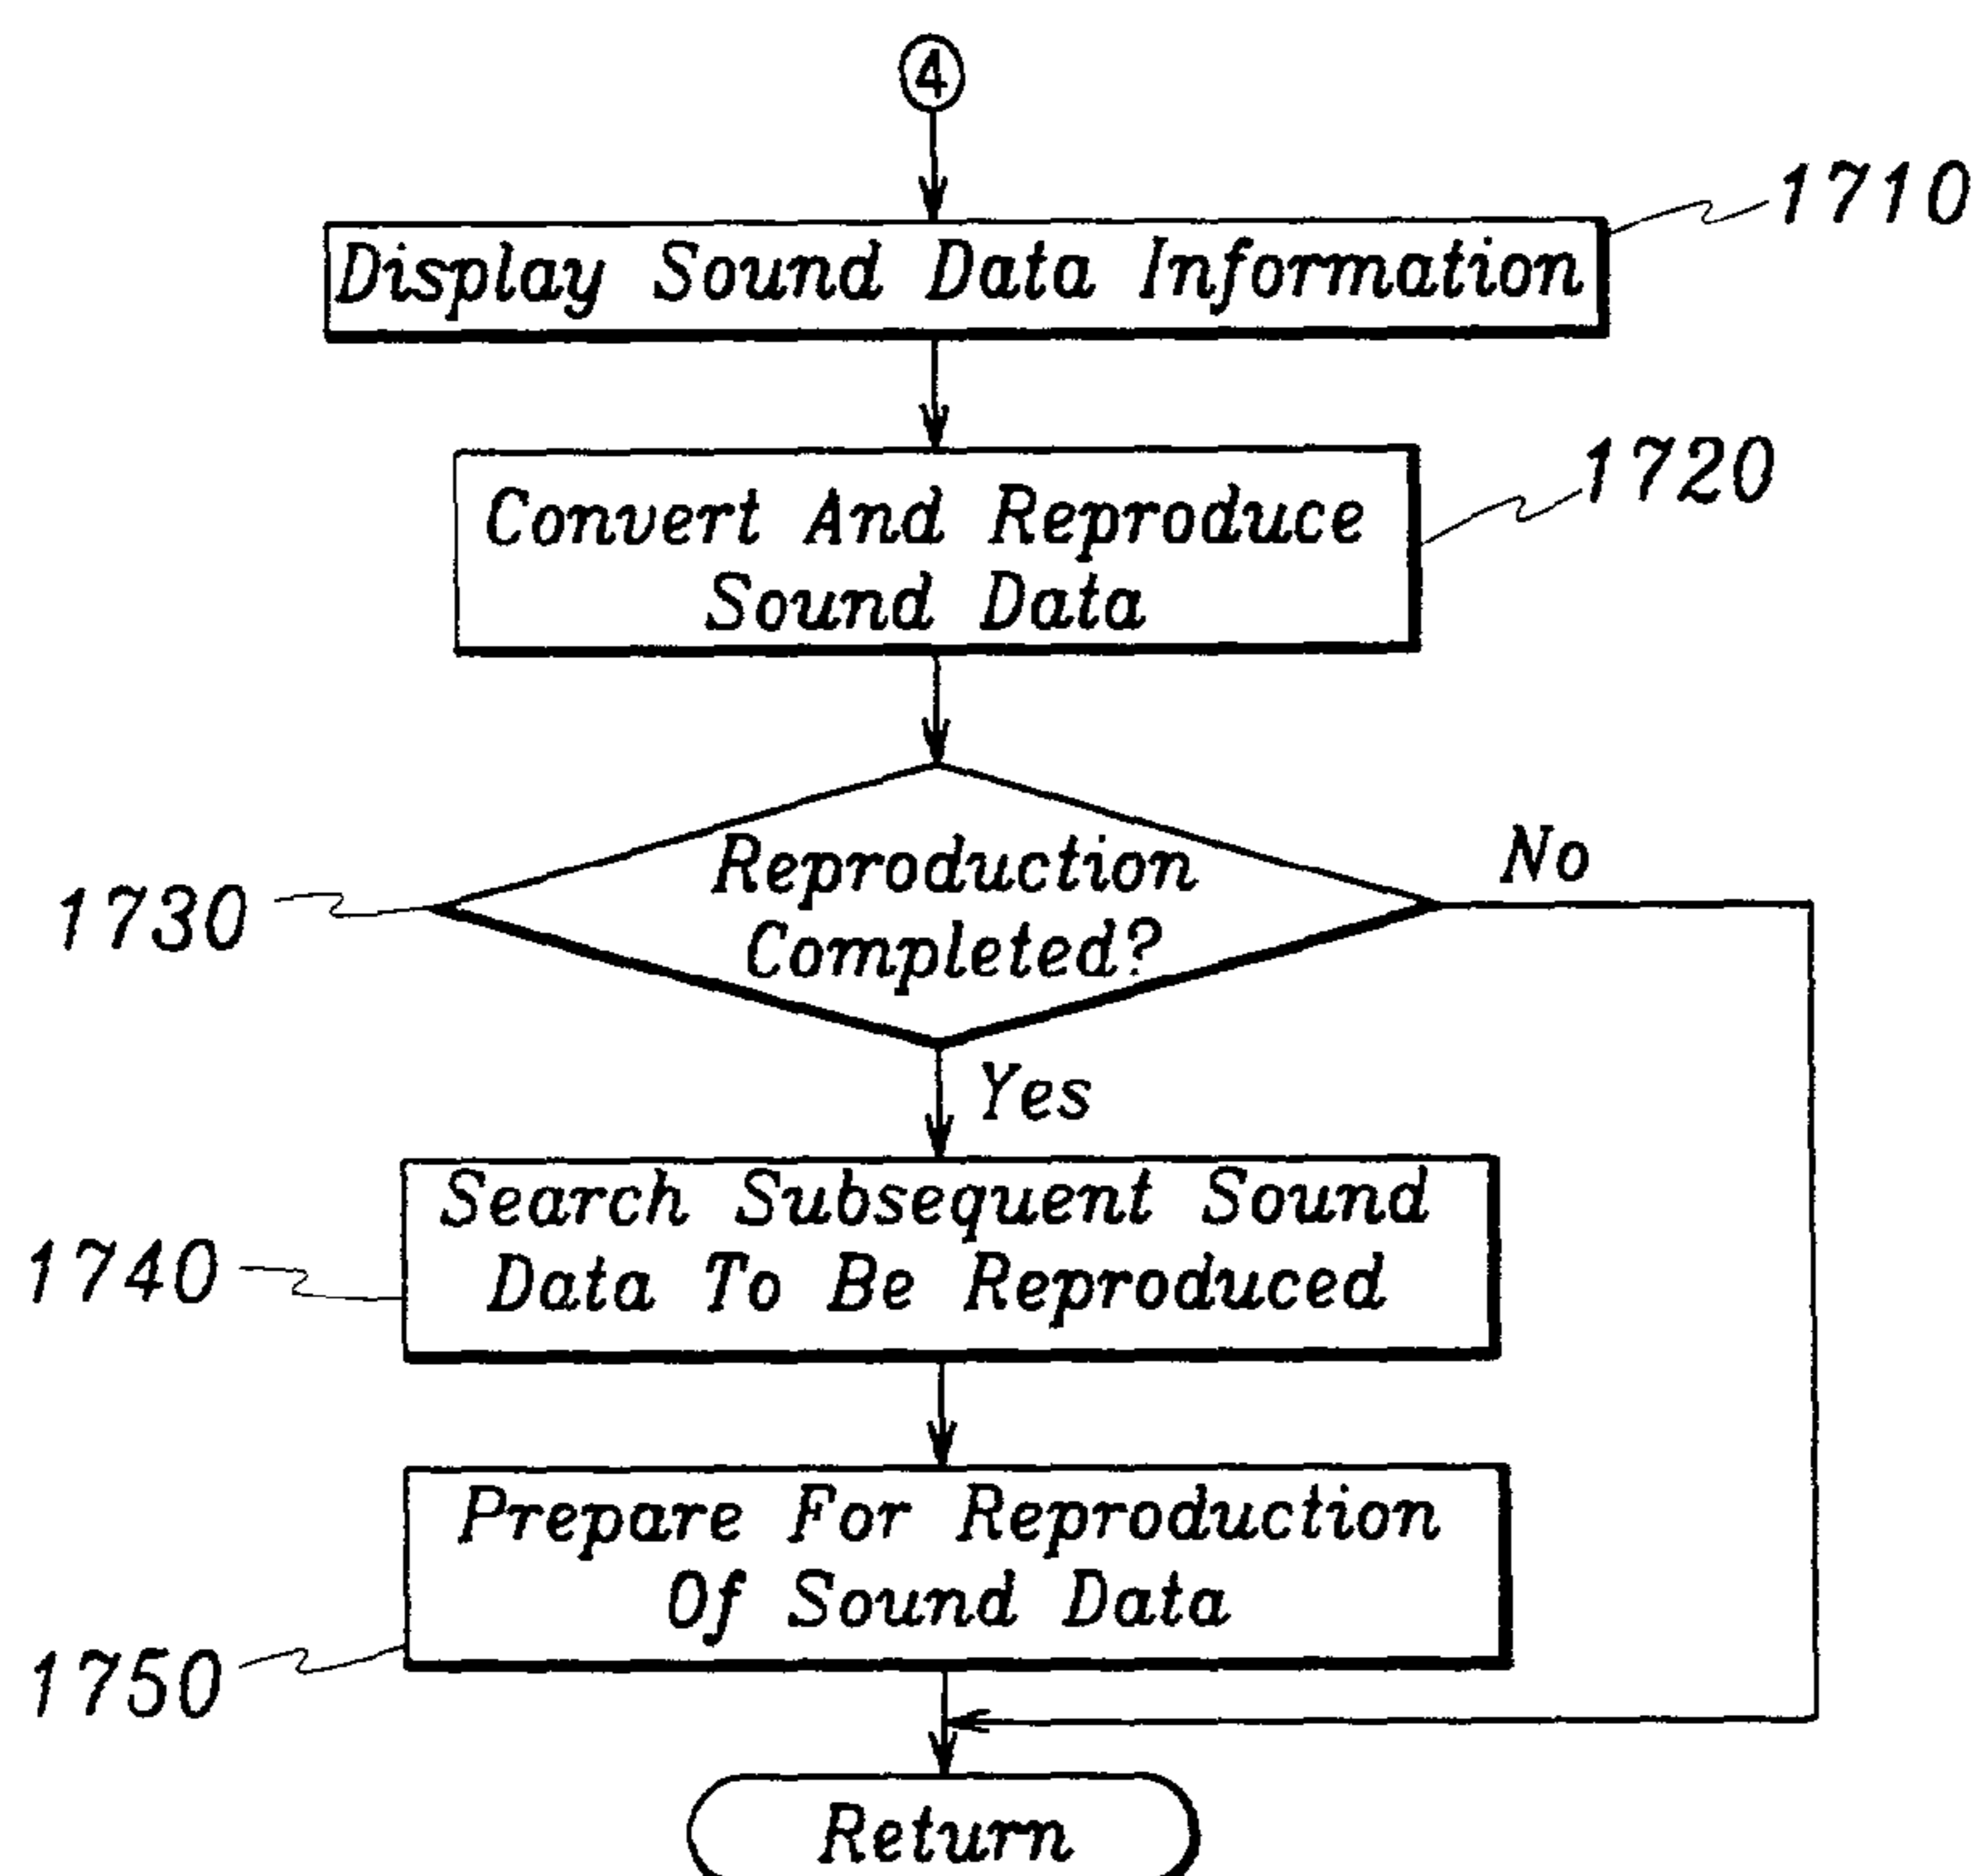 4
1710
Display Sound Data Information
1720
Convert And Reproduce
Sound Data
No
Reproduction
Completed?
1730
Yes
Search Subsequent Sound
Data To Be Reproduced
1740
Prepare For Reproduction
Of Sound Data
1750
Return